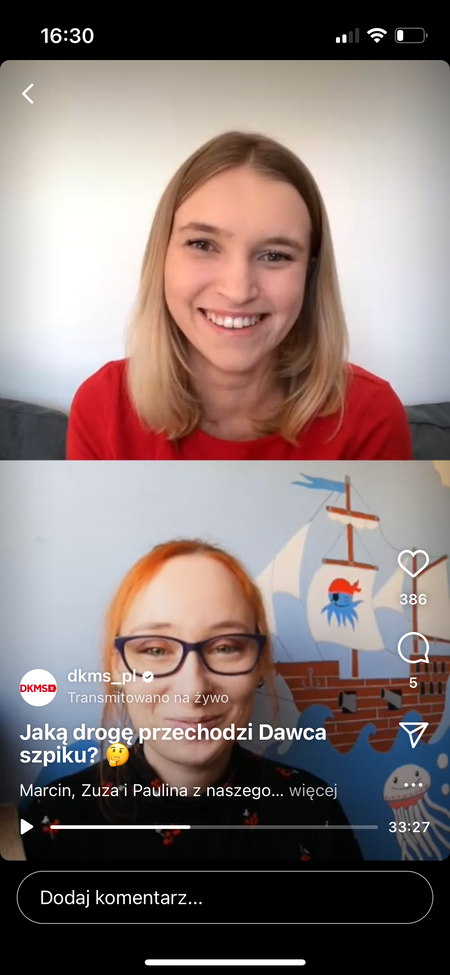 16:30
386
5
DKMS
dkms_pl
Transmitowano na żywo
Jaką drogę przechodzi Dawca
szpiku? 🤔
Marcin, Zuza i Paulina z naszego... więcej
33:27
Dodaj komentarz...